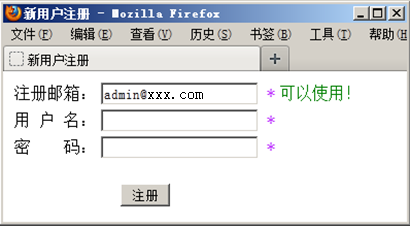 新用户注册 - Mozilla Firefox
文件(F) 编辑(E) 查看(V) 历史(S) 书签(B) 工具(T) 帮助(H
新用户注册 +
注册邮箱: admin@xxx.com * 可以使用!
用 户 名: *
密 码: *
注册